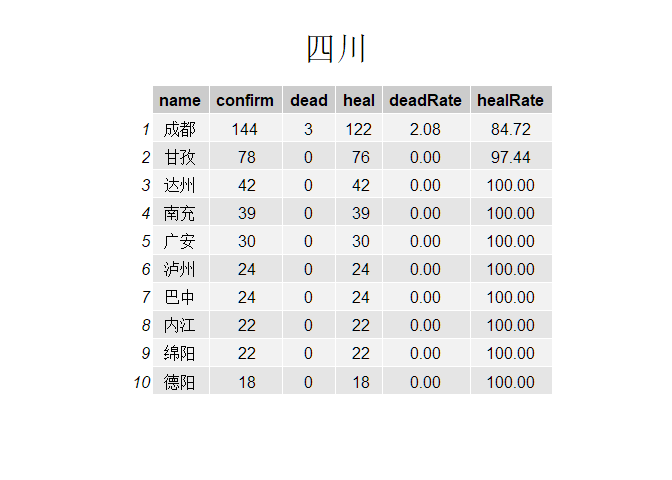 四川
name confirm dead heal deadRate healRate
1 成都 144 3 122 2.08 84.72
2 甘孜 78 0 76 0.00 97.44
3 达州 42 0 42 0.00 100.00
4 南充 39 0 39 0.00 100.00
5 广安 30 0 30 0.00 100.00
6 泸州 24 0 24 0.00 100.00
7 巴中 24 0 24 0.00 100.00
8 内江 22 0 22 0.00 100.00
9 绵阳 22 0 22 0.00 100.00
10 德阳 18 0 18 0.00 100.00